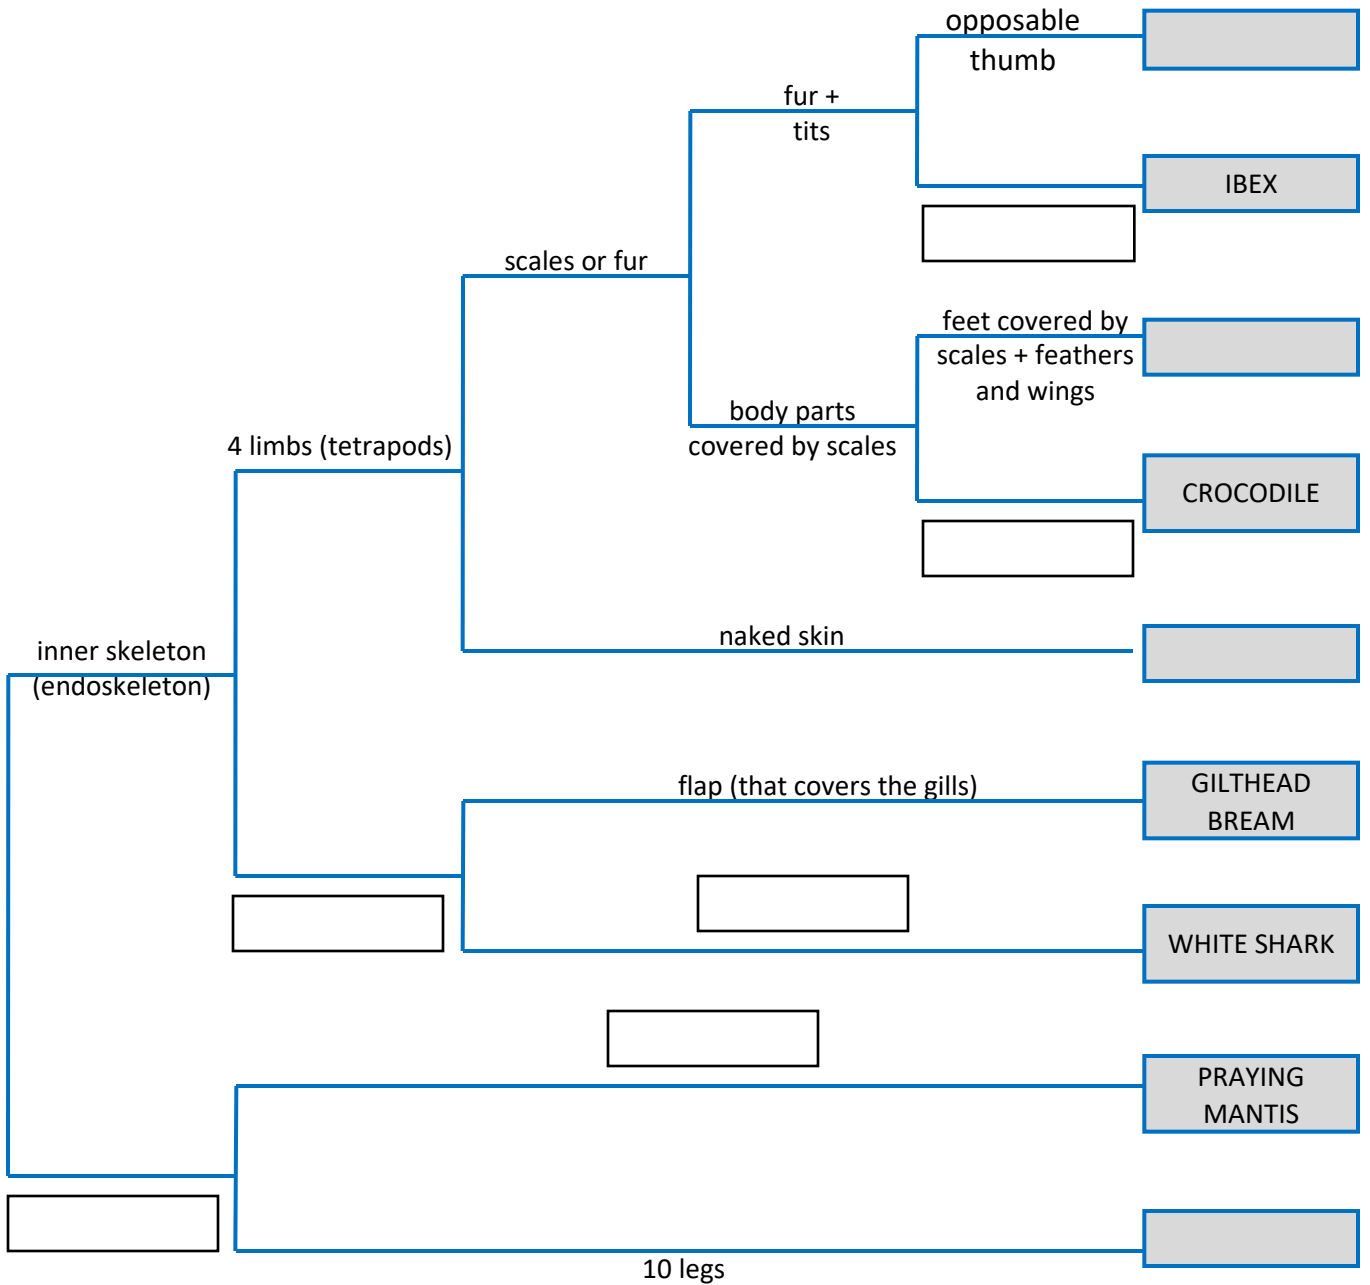 opposable
thumb
fur +
tits
IBEX
scales or fur
feet covered by
scales + feathers
and wings
body parts
covered by scales
4 limbs (tetrapods)
CROCODILE
naked skin
inner skeleton
(endoskeleton)
flap (that covers the gills)
GILTHEAD
BREAM
WHITE SHARK
PRAYING
MANTIS
10 legs